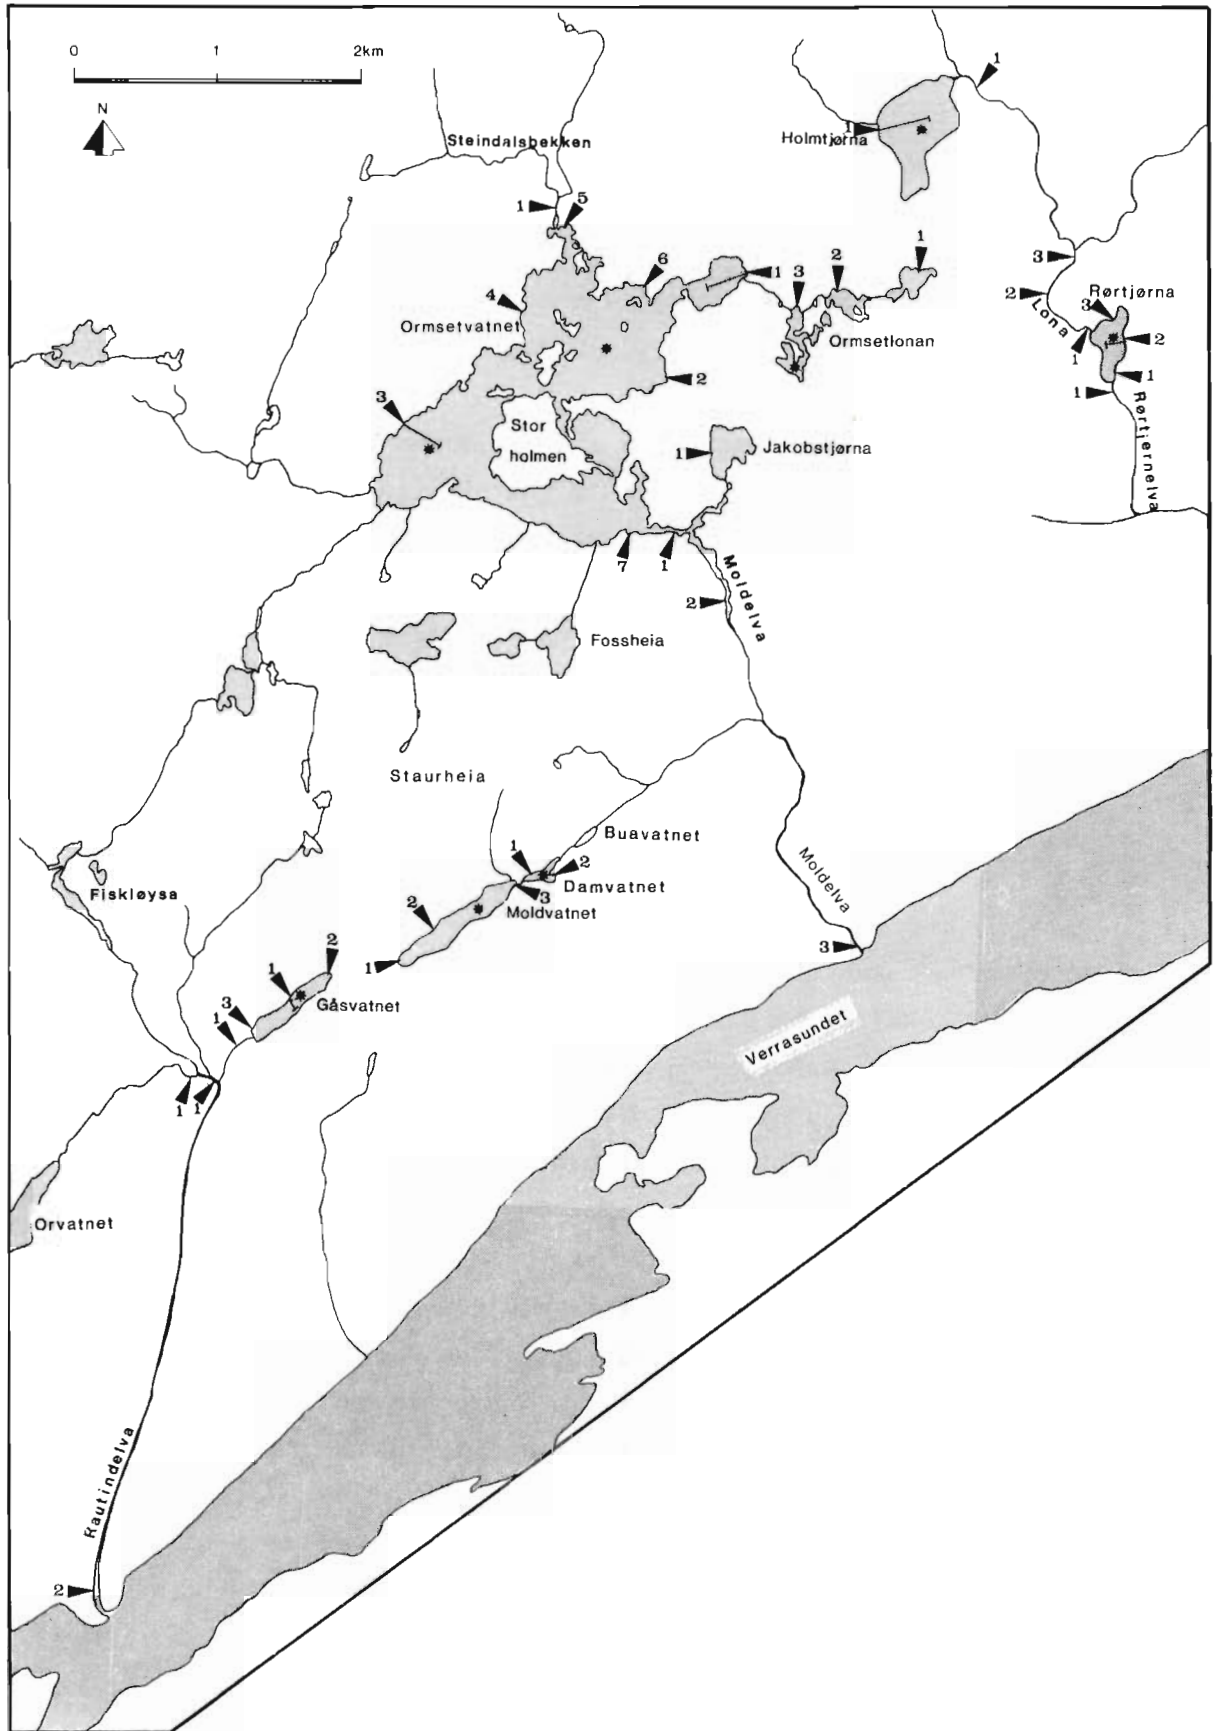 0 1 2km
N
1
Steindalsbekken
Holmtjørna
1
1
5
6
1
3
2
1
3
4
Ormsetvatnet
Ormsetlonan
2
Lona
Rørtjørna
3
2
1
1
1
Rørtjernelva
2
3
Stor
holmen
1
Jakobstjørna
7
1
Moldelva
2
Fossheia
Staurheia
Buavatnet
1
2
Damvatnet
3
Moldvatnet
2
1
Moldelva
3
Fiskløysa
2
1
Gåsvatnet
3
1
1
1
Verrasundet
Orvatnet
Rautindelva
2